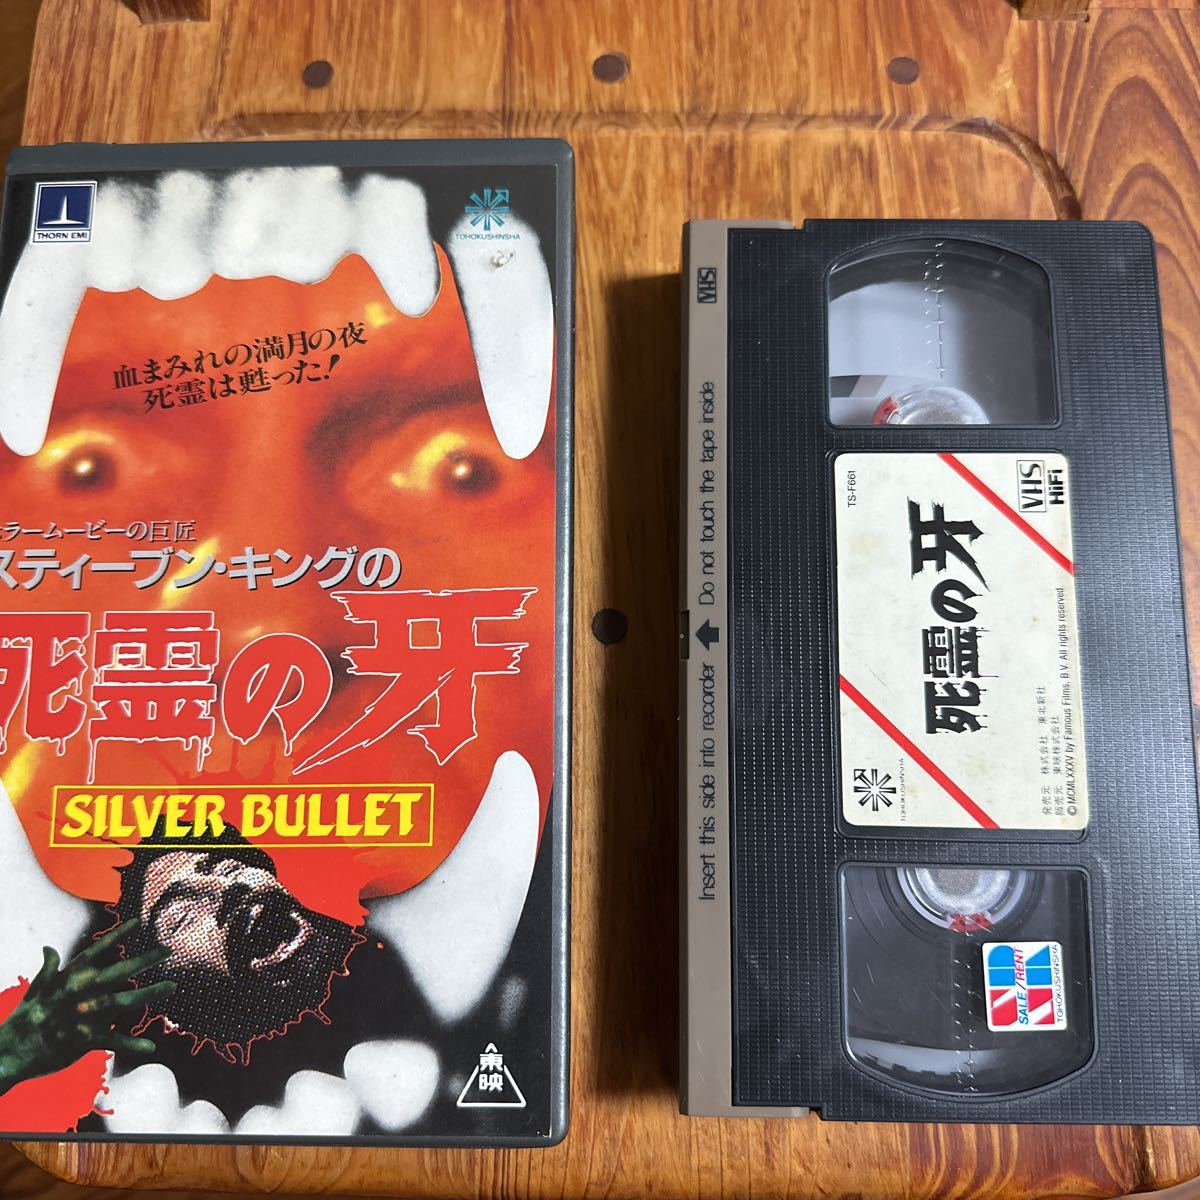 THORN EMI
TOHOKUSHINSHA
血まみれの満月の夜
死霊は甦った!
ラームービーの巨匠
スティーブン・キングの
死霊の牙
SILVER BULLET
東映
VHS
Insert this side into recorder
Do not touch the tape inside
TS-F661
VHS
HiFi
死霊の牙
TOHOKUSHINSHA
発売元 株式会社 東北新社
販売元 東映株式会社
© MCMLXXXV by Famous Films, B.V. All rights reserved.
SALE/RENT
TOHOKUSHINSHA